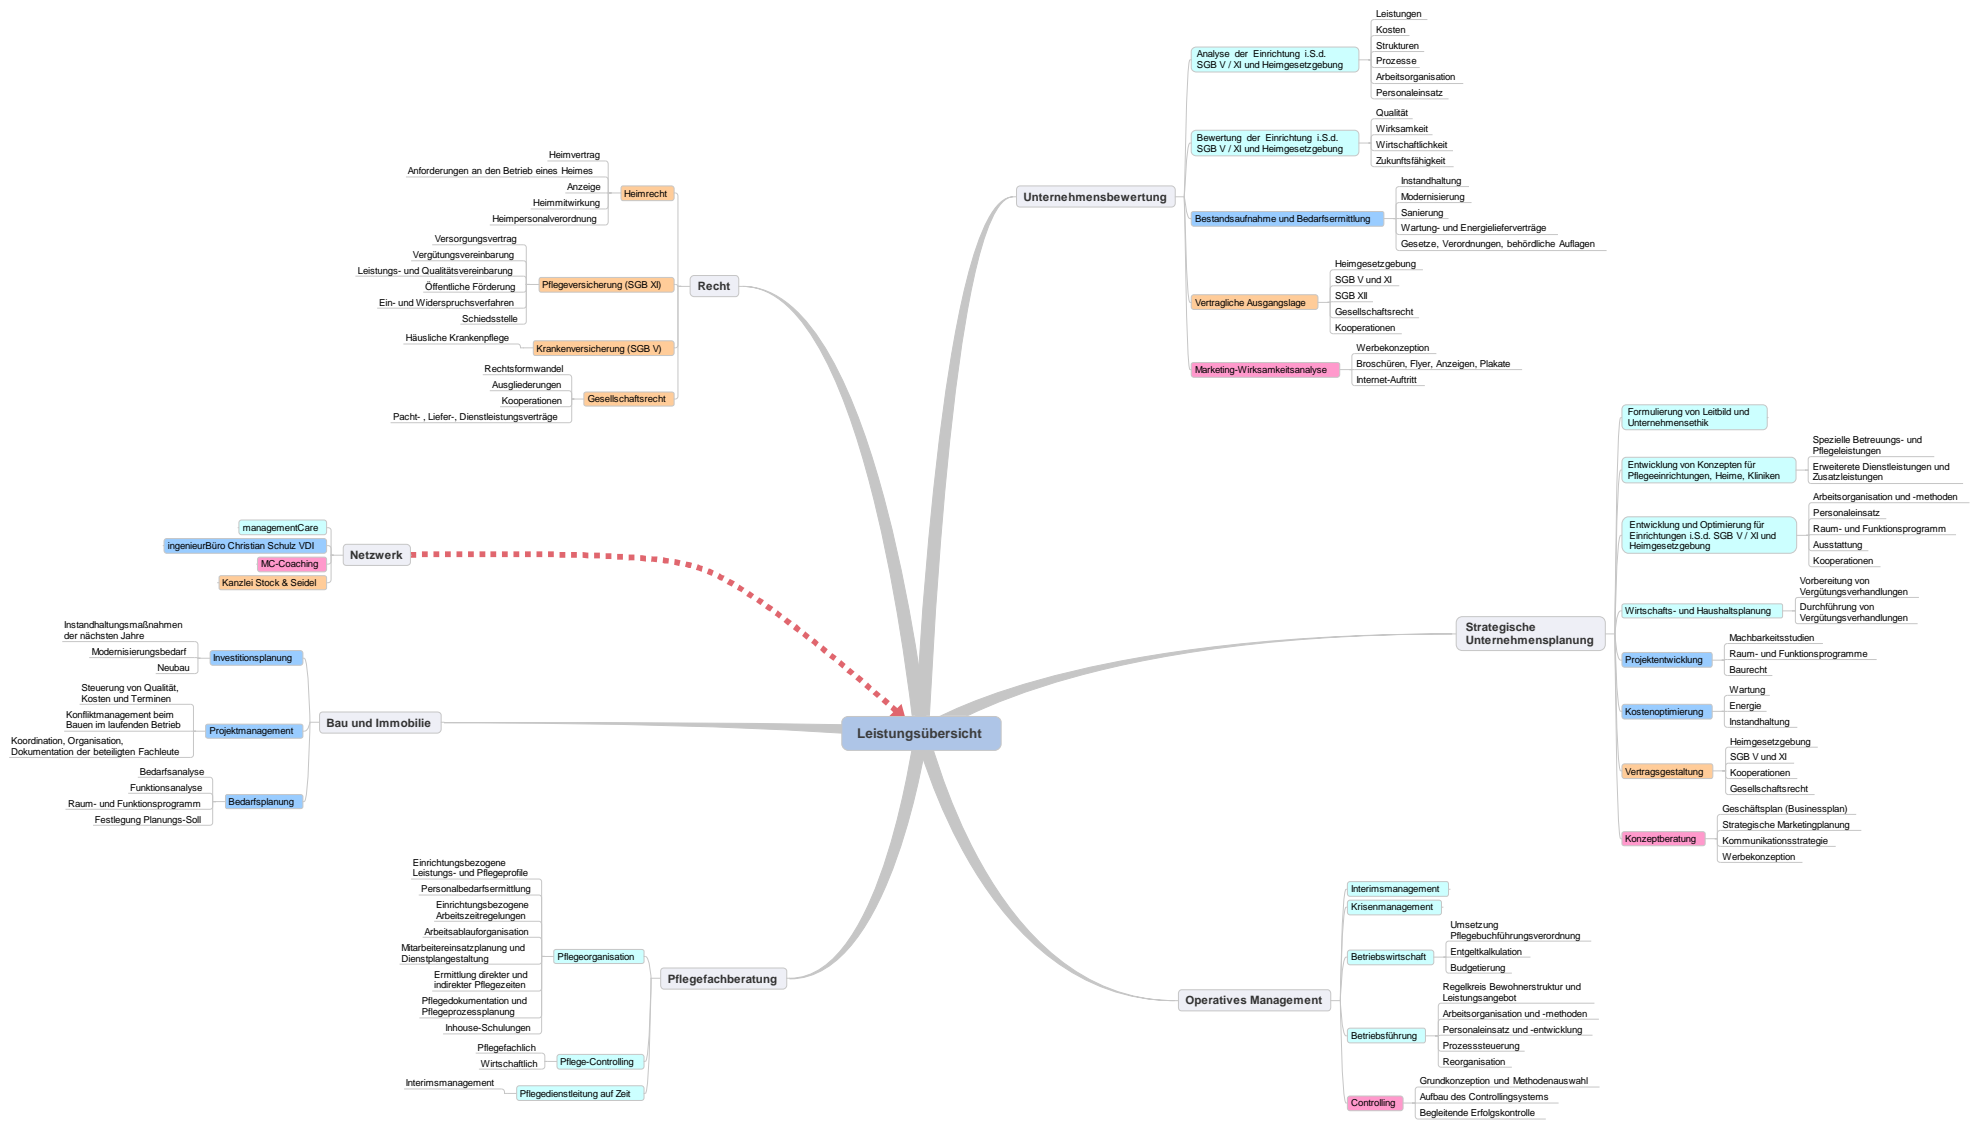 Leistungsübersicht
Unternehmensbewertung
Analyse der Einrichtung i.S.d.
SGB V / XI und Heimgesetzgebung
Leistungen
Kosten
Strukturen
Prozesse
Arbeitsorganisation
Personaleinsatz
Bewertung der Einrichtung i.S.d.
SGB V / XI und Heimgesetzgebung
Qualität
Wirksamkeit
Wirtschaftlichkeit
Zukunftsfähigkeit
Bestandsaufnahme und Bedarfsermittlung
Instandhaltung
Modernisierung
Sanierung
Wartung- und Energielieferverträge
Gesetze, Verordnungen, behördliche Auflagen
Vertragliche Ausgangslage
Heimgesetzgebung
SGB V und XI
SGB XII
Gesellschaftsrecht
Kooperationen
Marketing-Wirksamkeitsanalyse
Werbekonzeption
Broschüren, Flyer, Anzeigen, Plakate
Internet-Auftritt
Strategische
Unternehmensplanung
Formulierung von Leitbild und
Unternehmensethik
Entwicklung von Konzepten für
Pflegeeinrichtungen, Heime, Kliniken
Spezielle Betreuungs- und
Pflegeleistungen
Erweiterete Dienstleistungen und
Zusatzleistungen
Entwicklung und Optimierung für
Einrichtungen i.S.d. SGB V / XI und
Heimgesetzgebung
Arbeitsorganisation und -methoden
Personaleinsatz
Raum- und Funktionsprogramm
Ausstattung
Kooperationen
Wirtschafts- und Haushaltsplanung
Vorbereitung von
Vergütungsverhandlungen
Durchführung von
Vergütungsverhandlungen
Projektentwicklung
Machbarkeitsstudien
Raum- und Funktionsprogramme
Baurecht
Kostenoptimierung
Wartung
Energie
Instandhaltung
Vertragsgestaltung
Heimgesetzgebung
SGB V und XI
Kooperationen
Gesellschaftsrecht
Konzeptberatung
Geschäftsplan (Businessplan)
Strategische Marketingplanung
Kommunikationsstrategie
Werbekonzeption
Operatives Management
Interimsmanagement
Krisenmanagement
Betriebswirtschaft
Umsetzung
Pflegebuchführungsverordnung
Entgeltkalkulation
Budgetierung
Betriebsführung
Regelkreis Bewohnerstruktur und
Leistungsangebot
Arbeitsorganisation und -methoden
Personaleinsatz und -entwicklung
Prozesssteuerung
Reorganisation
Controlling
Grundkonzeption und Methodenauswahl
Aufbau des Controllingsystems
Begleitende Erfolgskontrolle
Recht
Heimrecht
Heimvertrag
Anforderungen an den Betrieb eines Heimes
Anzeige
Heimmitwirkung
Heimpersonalverordnung
Pflegeversicherung (SGB XI)
Versorgungsvertrag
Vergütungsvereinbarung
Leistungs- und Qualitätsvereinbarung
Öffentliche Förderung
Ein- und Widerspruchsverfahren
Schiedsstelle
Krankenversicherung (SGB V)
Häusliche Krankenpflege
Gesellschaftsrecht
Rechtsformwandel
Ausgliederungen
Kooperationen
Pacht- , Liefer-, Dienstleistungsverträge
Netzwerk
managementCare
ingenieurBüro Christian Schulz VDI
MC-Coaching
Kanzlei Stock & Seidel
Bau und Immobilie
Investitionsplanung
Instandhaltungsmaßnahmen
der nächsten Jahre
Modernisierungsbedarf
Neubau
Projektmanagement
Steuerung von Qualität,
Kosten und Terminen
Konfliktmanagement beim
Bauen im laufenden Betrieb
Koordination, Organisation,
Dokumentation der beteiligten Fachleute
Bedarfsplanung
Bedarfsanalyse
Funktionsanalyse
Raum- und Funktionsprogramm
Festlegung Planungs-Soll
Pflegefachberatung
Pflegeorganisation
Einrichtungsbezogene
Leistungs- und Pflegeprofile
Personalbedarfsermittlung
Einrichtungsbezogene
Arbeitszeitregelungen
Arbeitsablauforganisation
Mitarbeitereinsatzplanung und
Dienstplangestaltung
Ermittlung direkter und
indirekter Pflegezeiten
Pflegedokumentation und
Pflegeprozessplanung
Inhouse-Schulungen
Pflege-Controlling
Pflegefachlich
Wirtschaftlich
Pflegedienstleitung auf Zeit
Interimsmanagement